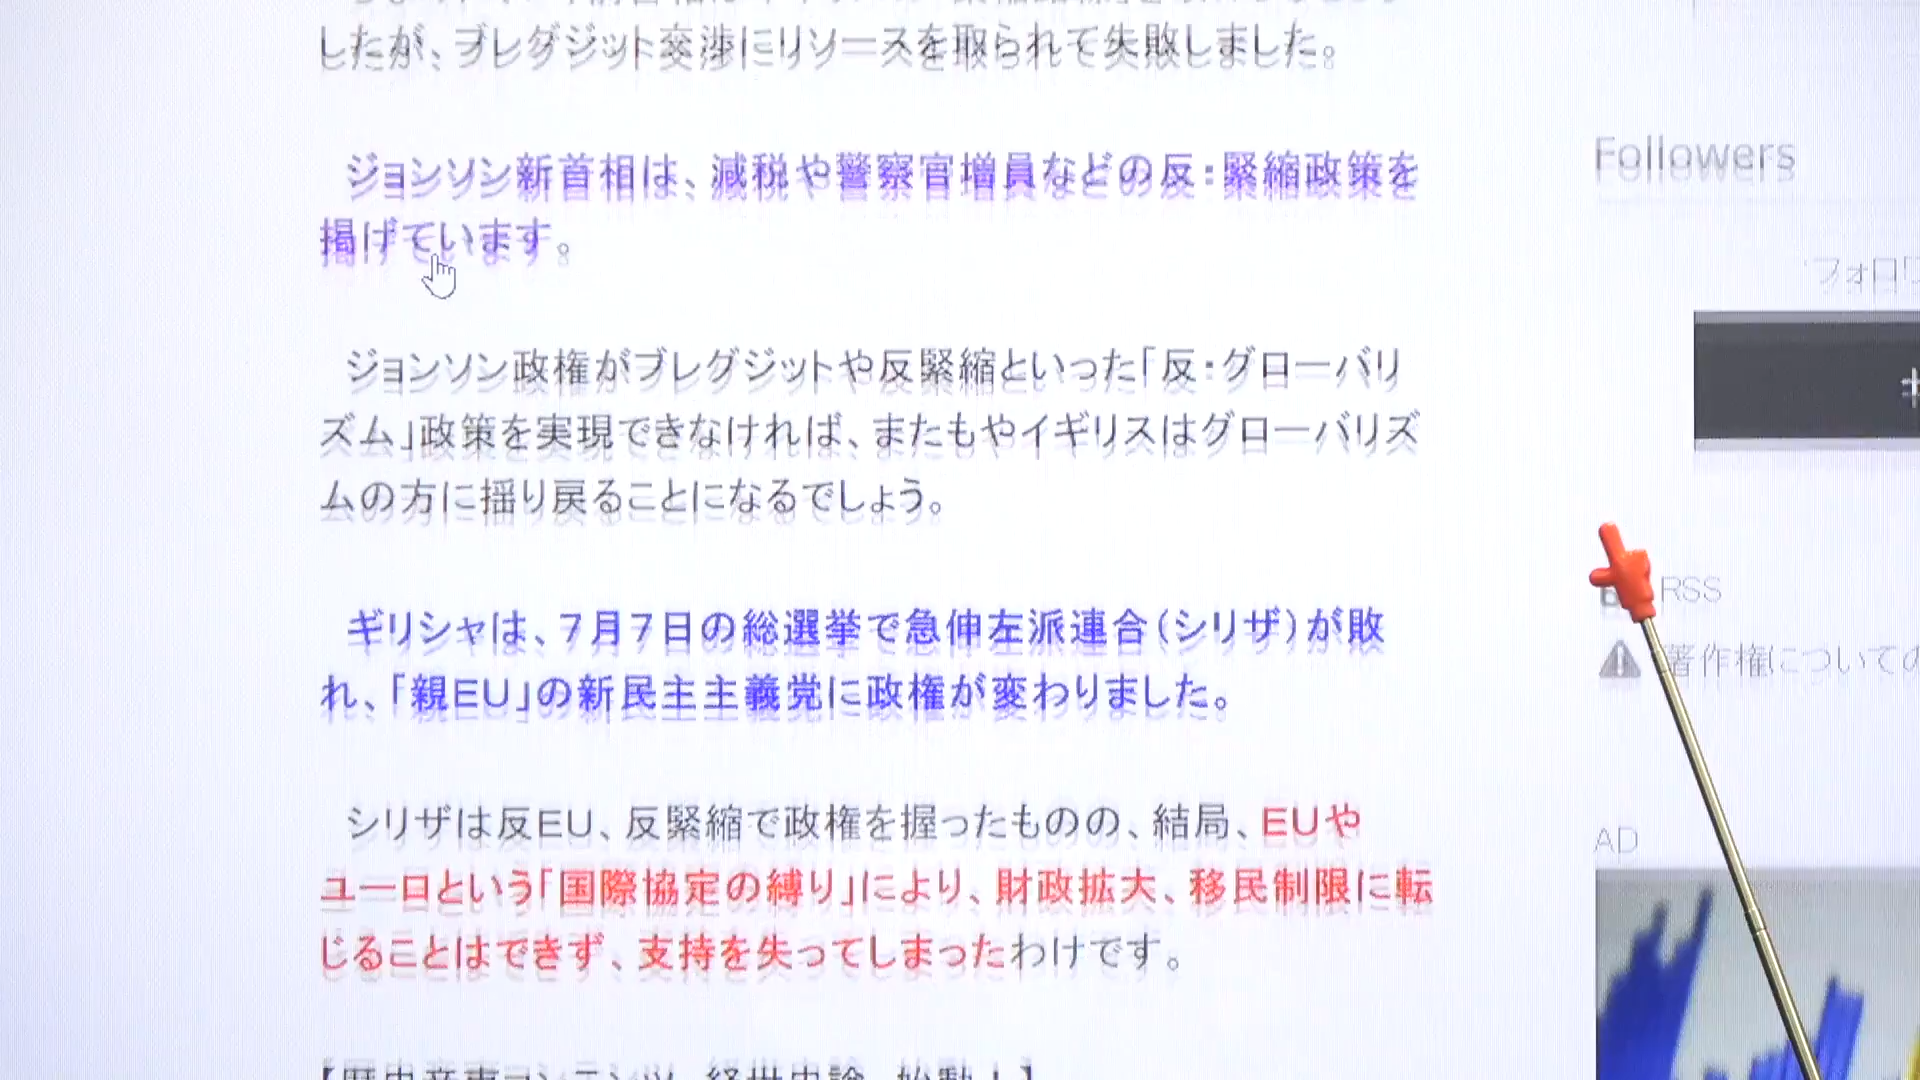 したが、ブレグジット交渉にリソースを取られて失敗しました。
ジョンソン新首相は、減税や警察官増員などの反・緊縮政策を
掲げています。
ジョンソン政権がブレグジットや反緊縮といった「反・グローバリ
ズム」政策を実現できなければ、またもやイギリスはグローバリズ
ムの方に揺り戻ることになるでしょう。
ギリシャは、7月7日の総選挙で急伸左派連合(シリザ)が敗
れ、「親EU」の新民主主義党に政権が変わりました。
シリザは反EU、反緊縮で政権を握ったものの、結局、EUや
ユーロという「国際協定の縛り」により、財政拡大、移民制限に転
じることはできず、支持を失ってしまったわけです。
Followers
フォロワ
+
RSS
著作権についての
AD